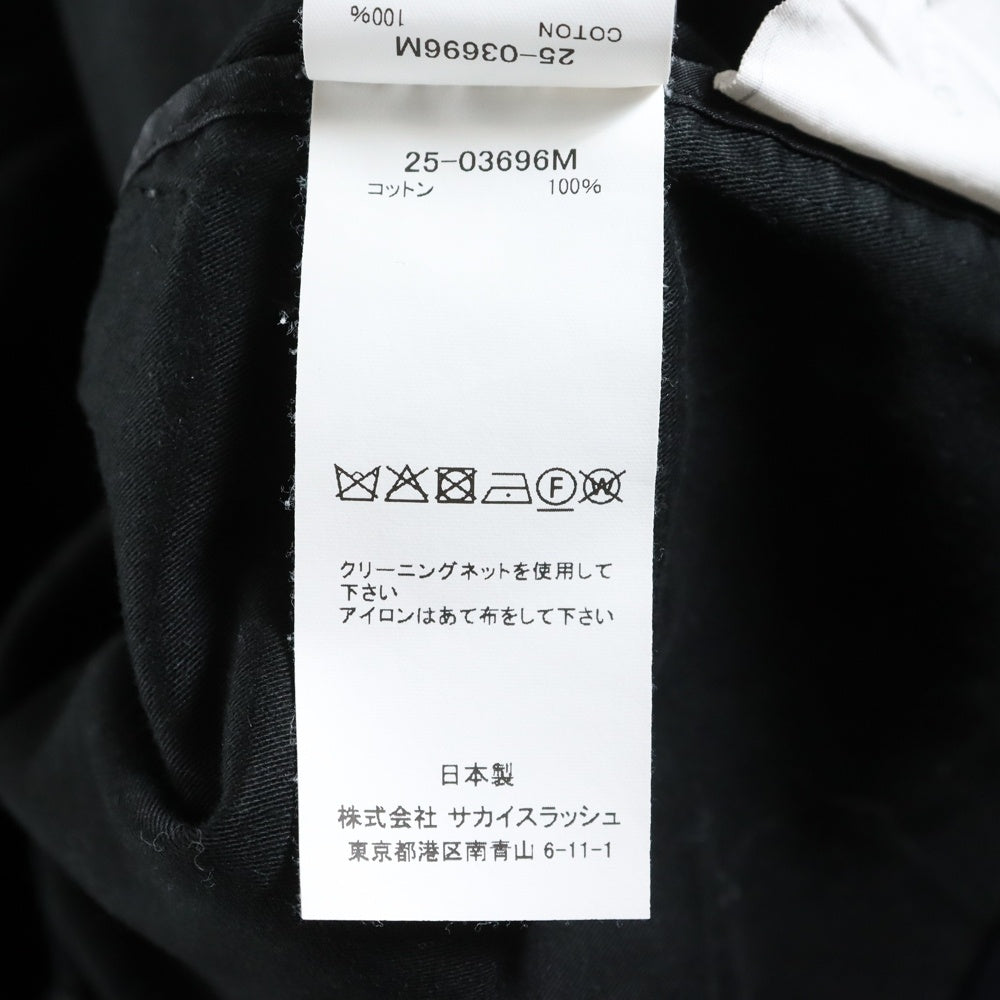 100%
COTON
25-03696M
25-03696M
コットン 100%
F
W
クリーニングネットを使用して
下さい
アイロンはあて布をして下さい
日本製
株式会社 サカイスラッシュ
東京都港区南青山 6-11-1